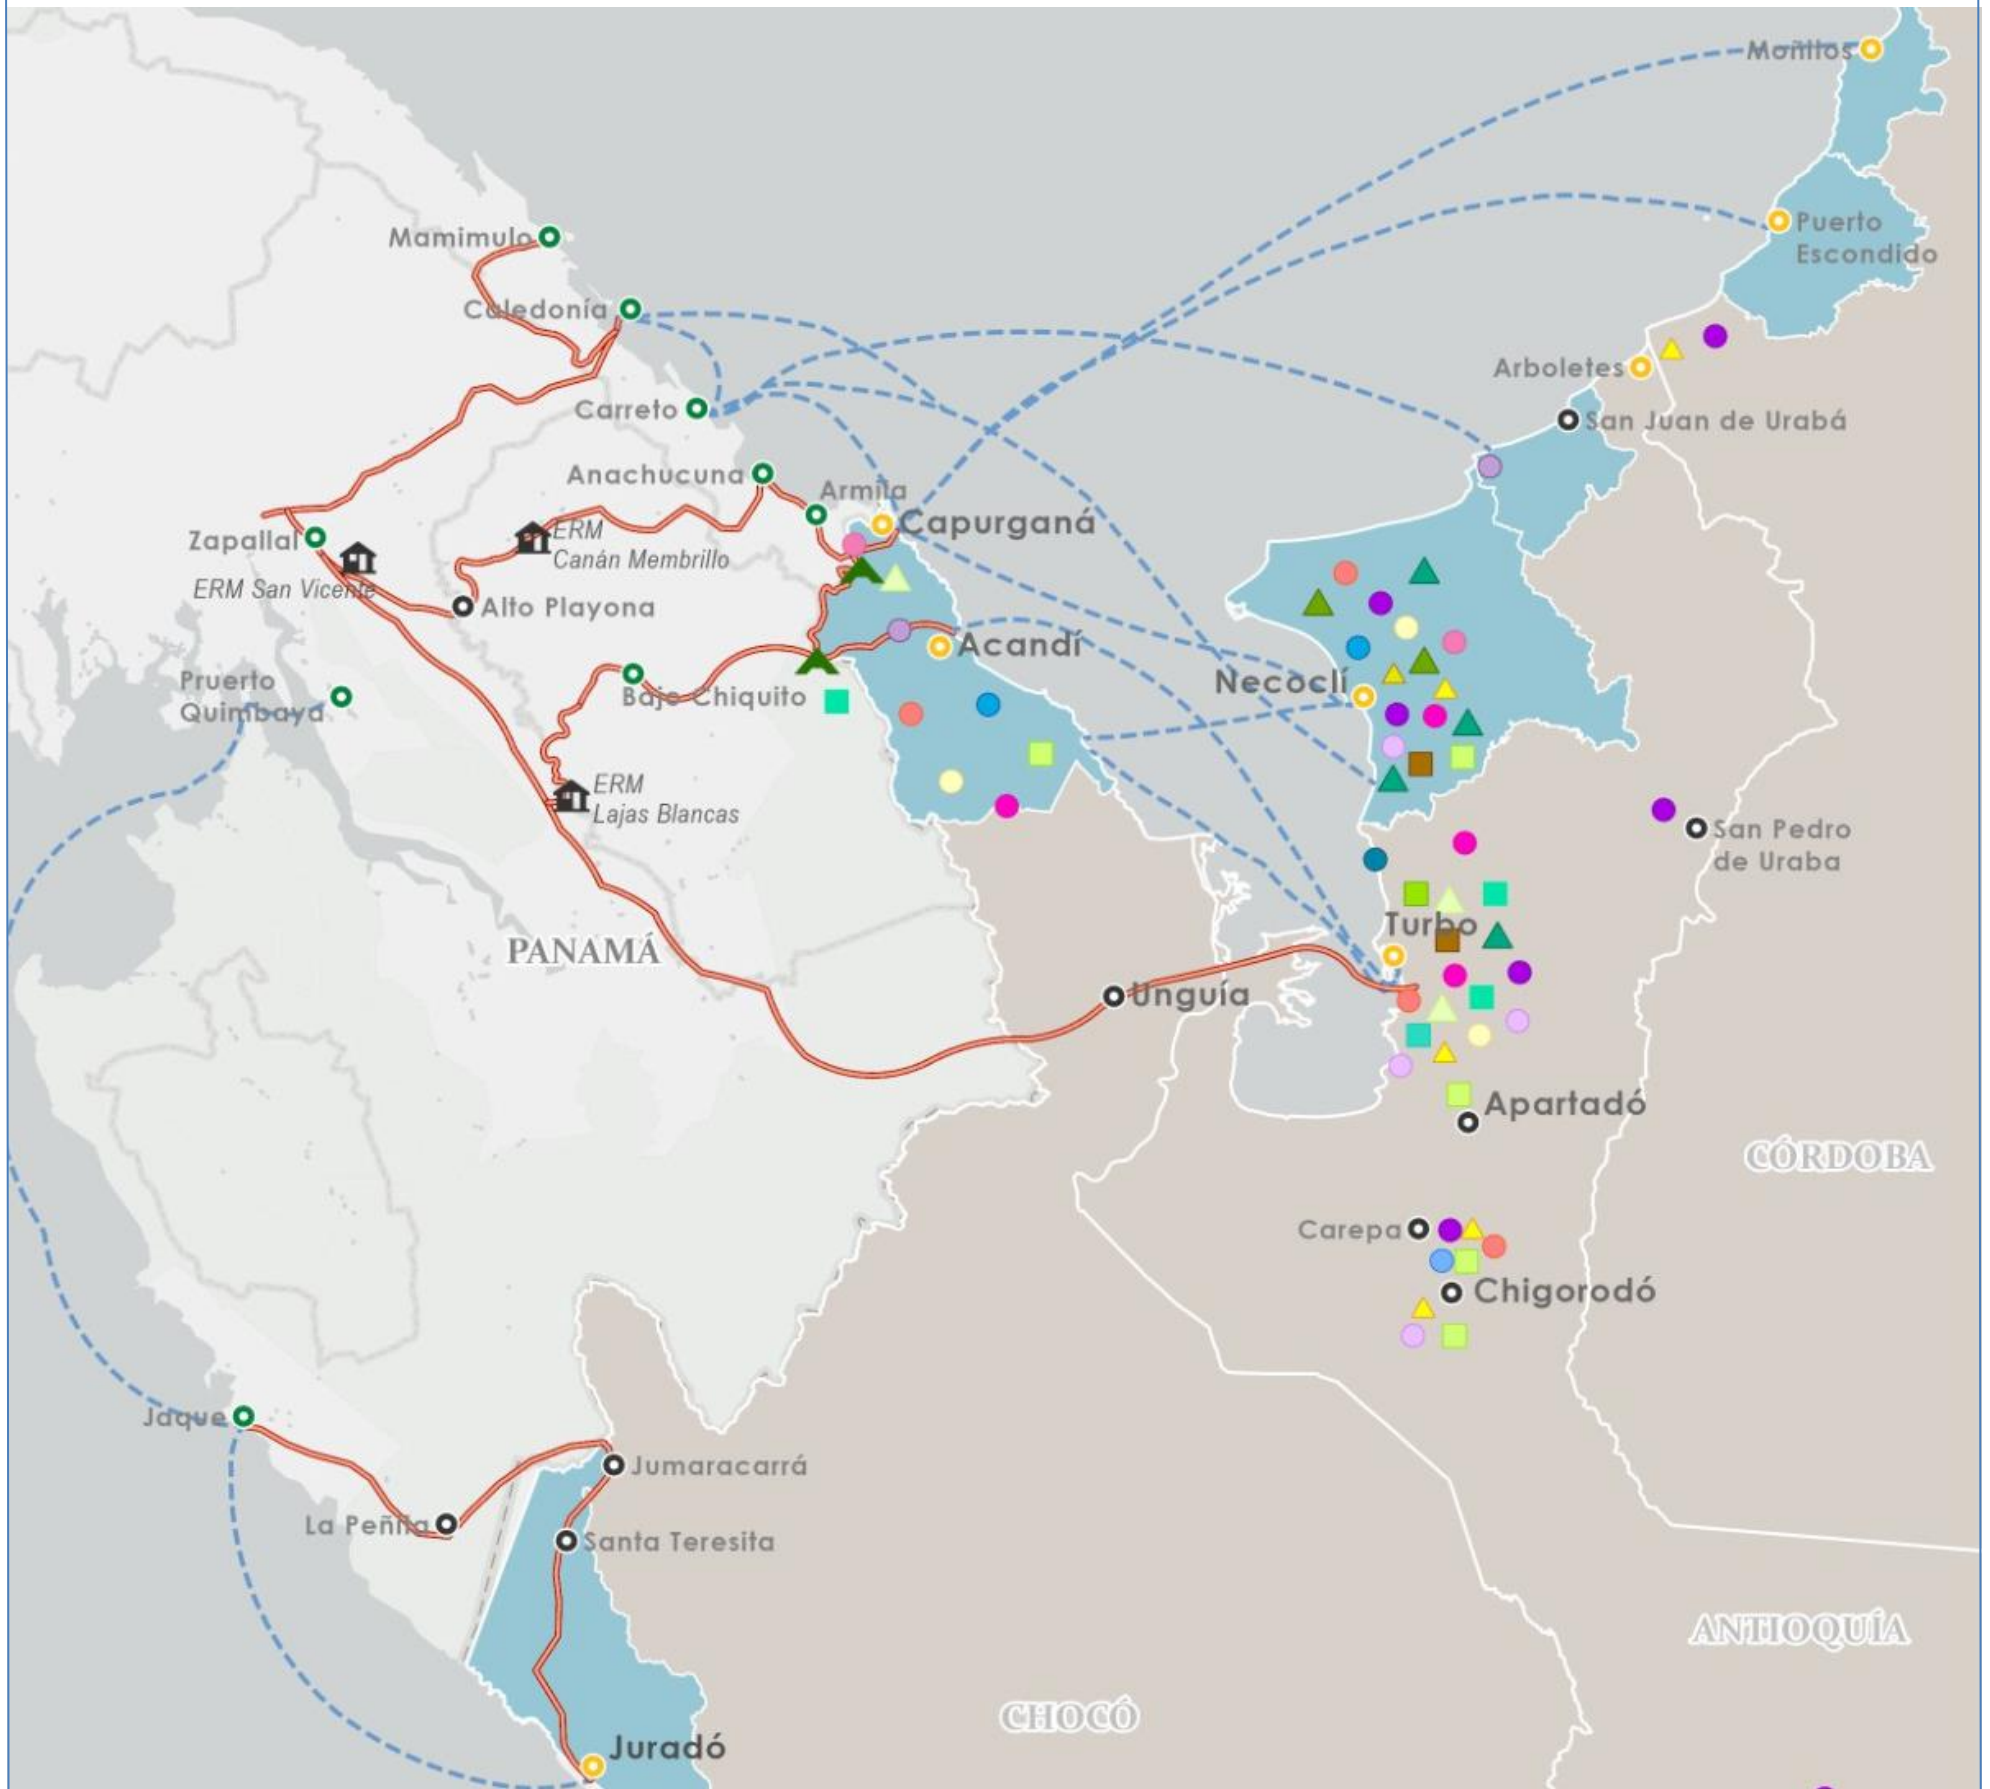 Moñitos
Puerto
Escondido
Mamimulo
Caledonía
Arboletes
San Juan de Urabá
Carreto
Anachucuna
Armila
Capurganá
Zapallal
ERM
Canán Membrillo
ERM San Vicente
Alto Playona
Acandí
Necoclí
Pruerto
Quimbaya
Bajo Chiquito
ERM
Lajas Blancas
San Pedro
de Uraba
Turbo
PANAMÁ
Unguía
Apartadó
CÓRDOBA
Carepa
Chigorodó
Jaque
Jumaracarrá
La Peñita
Santa Teresita
ANTIOQUÍA
CHOCÓ
Juradó